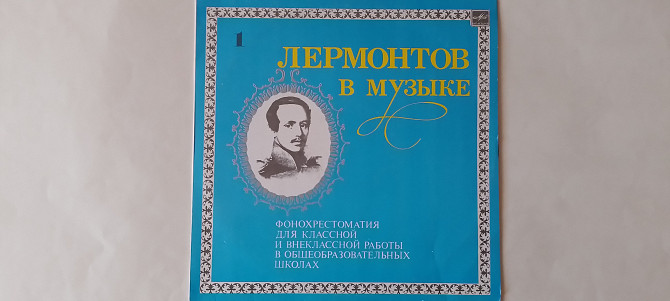 1
ЛЕРМОНТОВ
В МУЗЫКЕ
ФОНОХРЕСТОМАТИЯ
ДЛЯ КЛАССНОЙ
И ВНЕКЛАССНОЙ РАБОТЫ
В ОБЩЕОБРАЗОВАТЕЛЬНЫХ
ШКОЛАХ